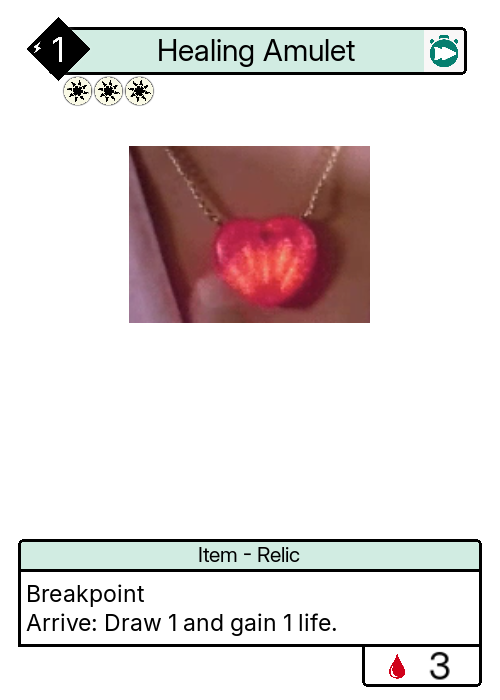 1
Healing Amulet
Item - Relic
Breakpoint
Arrive: Draw 1 and gain 1 life.
3